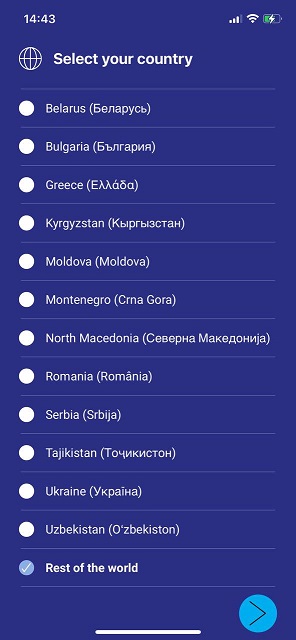 14:43
Select your country
Belarus (Беларусь)
Bulgaria (България)
Greece (Ελλάδα)
Kyrgyzstan (Кыргызстан)
Moldova (Moldova)
Montenegro (Crna Gora)
North Macedonia (Северна Македонија)
Romania (România)
Serbia (Srbija)
Tajikistan (Тоҷикистон)
Ukraine (Україна)
Uzbekistan (Oʻzbekiston)
Rest of the world